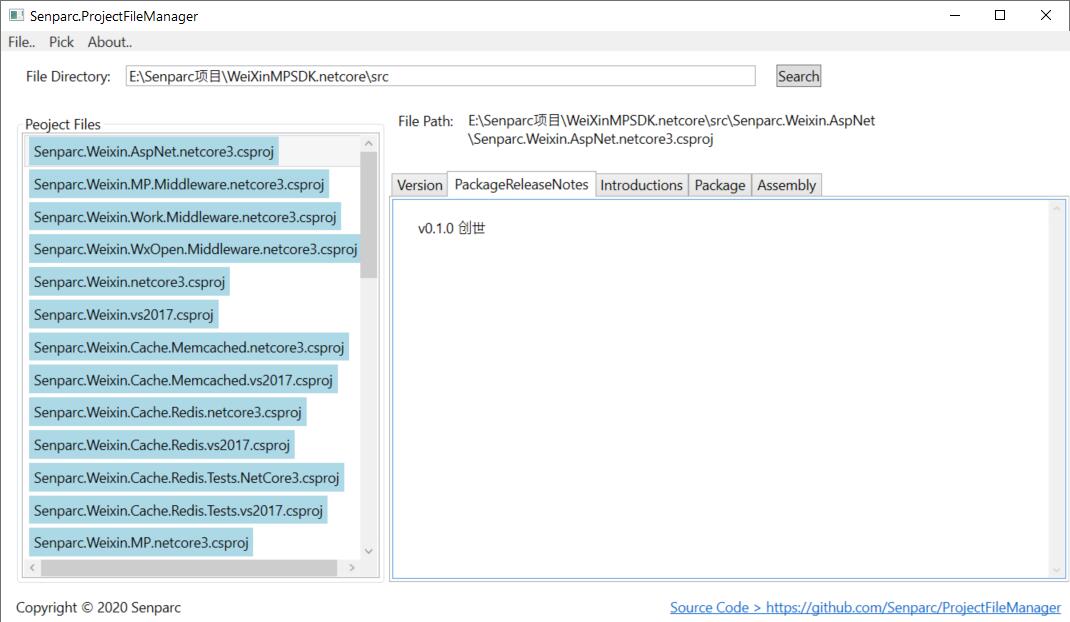 Senparc.ProjectFileManager
File.. Pick About..
File Directory: E:\Senparc项目\WeiXinMPSDK.netcore\src Search
Peoject Files
Senparc.Weixin.AspNet.netcore3.csproj
Senparc.Weixin.MP.Middleware.netcore3.csproj
Senparc.Weixin.Work.Middleware.netcore3.csproj
Senparc.Weixin.WxOpen.Middleware.netcore3.csproj
Senparc.Weixin.netcore3.csproj
Senparc.Weixin.vs2017.csproj
Senparc.Weixin.Cache.Memcached.netcore3.csproj
Senparc.Weixin.Cache.Memcached.vs2017.csproj
Senparc.Weixin.Cache.Redis.netcore3.csproj
Senparc.Weixin.Cache.Redis.vs2017.csproj
Senparc.Weixin.Cache.Redis.Tests.NetCore3.csproj
Senparc.Weixin.Cache.Redis.Tests.vs2017.csproj
Senparc.Weixin.MP.netcore3.csproj
File Path: E:\Senparc项目\WeiXinMPSDK.netcore\src\Senparc.Weixin.AspNet
\Senparc.Weixin.AspNet.netcore3.csproj
Version PackageReleaseNotes Introductions Package Assembly
v0.1.0 创世
Copyright © 2020 Senparc
Source Code > https://github.com/Senparc/ProjectFileManager